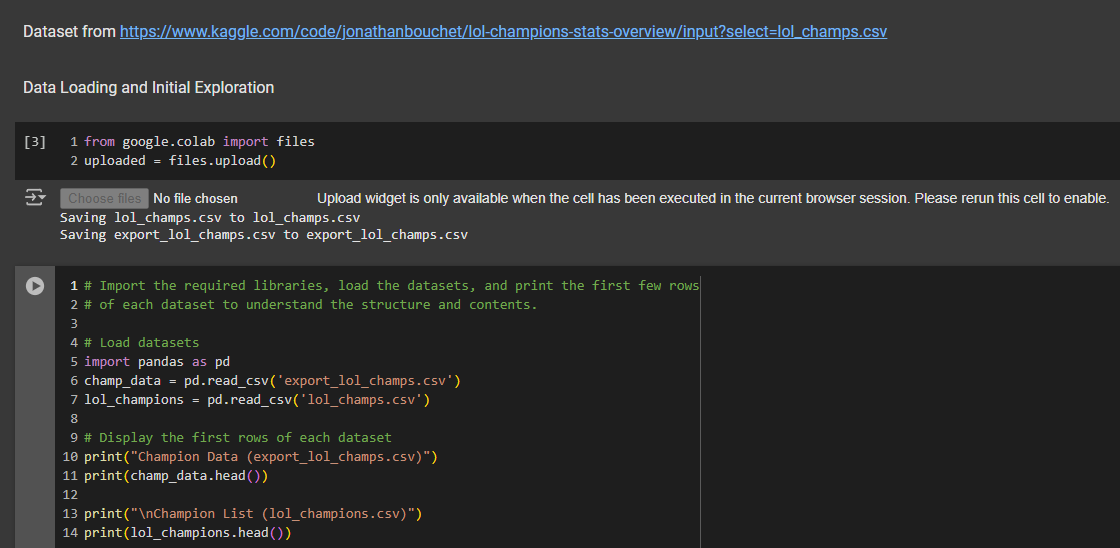 Dataset from https://www.kaggle.com/code/jonathanbouchet/lol-champions-stats-overview/input?select=lol_champs.csv
Data Loading and Initial Exploration
[3] 1 from google.colab import files
2 uploaded = files.upload()
Choose files No file chosen Upload widget is only available when the cell has been executed in the current browser session. Please rerun this cell to enable.
Saving lol_champs.csv to lol_champs.csv
Saving export_lol_champs.csv to export_lol_champs.csv
1 # Import the required libraries, load the datasets, and print the first few rows
2 # of each dataset to understand the structure and contents.
3
4 # Load datasets
5 import pandas as pd
6 champ_data = pd.read_csv('export_lol_champs.csv')
7 lol_champions = pd.read_csv('lol_champs.csv')
8
9 # Display the first rows of each dataset
10 print("Champion Data (export_lol_champs.csv)")
11 print(champ_data.head())
12
13 print("\nChampion List (lol_champions.csv)")
14 print(lol_champions.head())